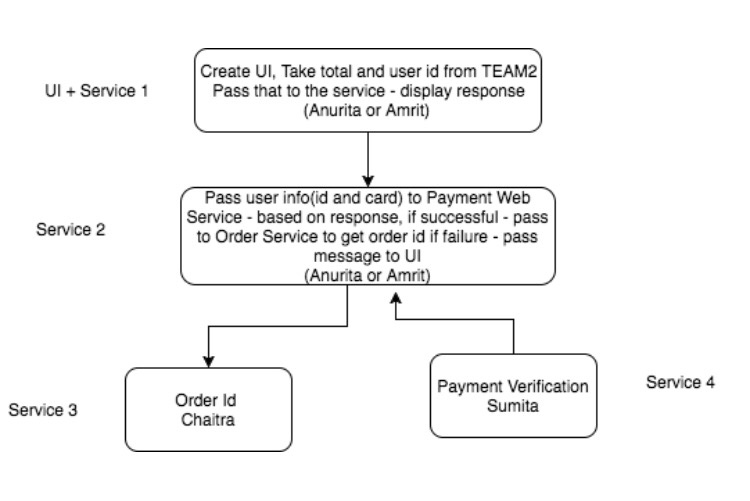 UI + Service 1
Create UI, Take total and user id from TEAM2
Pass that to the service - display response
(Anurita or Amrit)
Service 2
Pass user info(id and card) to Payment Web
Service - based on response, if successful - pass
to Order Service to get order id if failure - pass
message to UI
(Anurita or Amrit)
Service 3
Order Id
Chaitra
Payment Verification
Sumita
Service 4